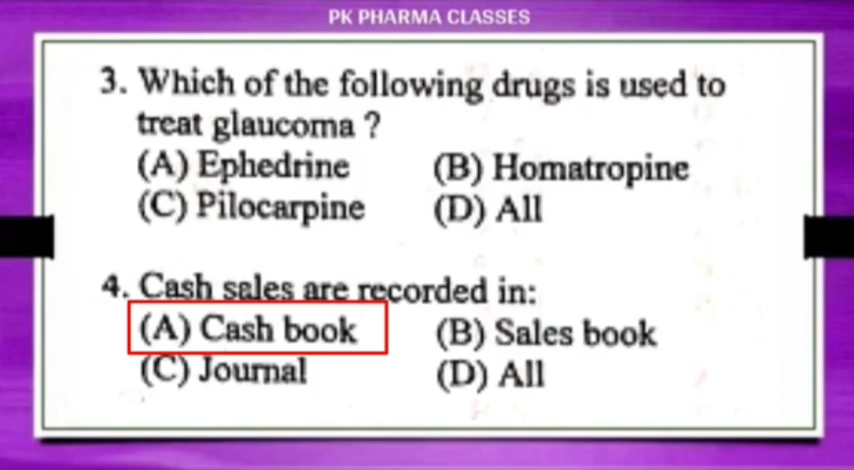 PK PHARMA CLASSES
3. Which of the following drugs is used to
treat glaucoma ?
(A) Ephedrine (B) Homatropine
(C) Pilocarpine (D) All
4. Cash sales are recorded in:
(A) Cash book (B) Sales book
(C) Journal (D) All